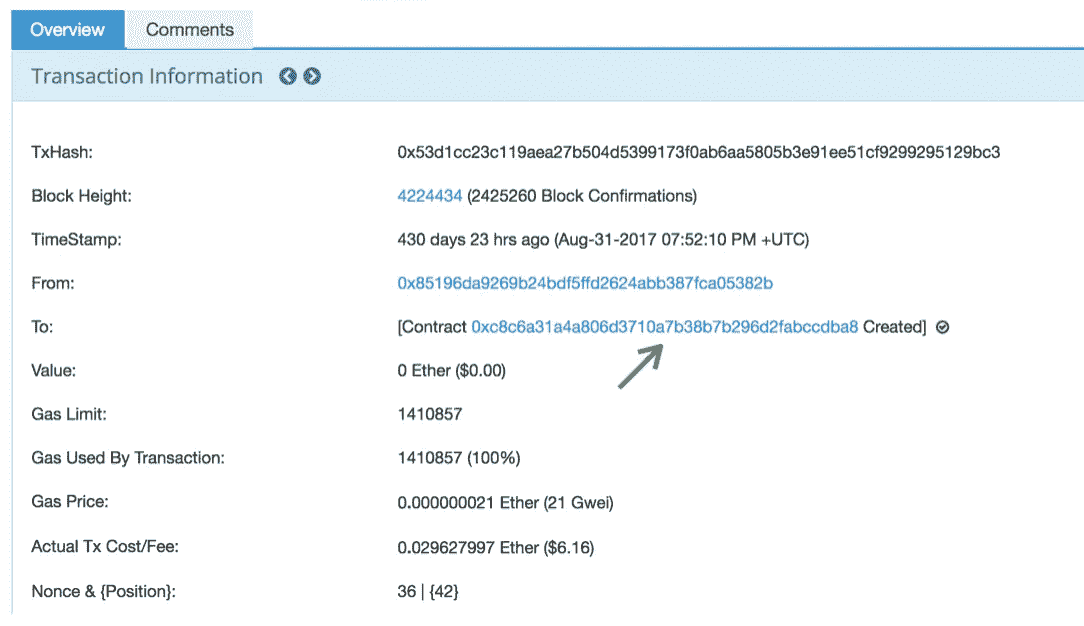 Overview Comments
Transaction Information
TxHash: 0x53d1cc23c119aea27b504d5399173f0ab6aa5805b3e91ee51cf9299295129bc3
Block Height: 4224434 (2425260 Block Confirmations)
TimeStamp: 430 days 23 hrs ago (Aug-31-2017 07:52:10 PM +UTC)
From: 0x85196da9269b24bdf5ffd2624abb387fca05382b
To: [Contract 0xc8c6a31a4a806d3710a7b38b7b296d2fabccdba8 Created]
Value: 0 Ether ($0.00)
Gas Limit: 1410857
Gas Used By Transaction: 1410857 (100%)
Gas Price: 0.000000021 Ether (21 Gwei)
Actual Tx Cost/Fee: 0.029627997 Ether ($6.16)
Nonce & {Position}: 36 | {42}